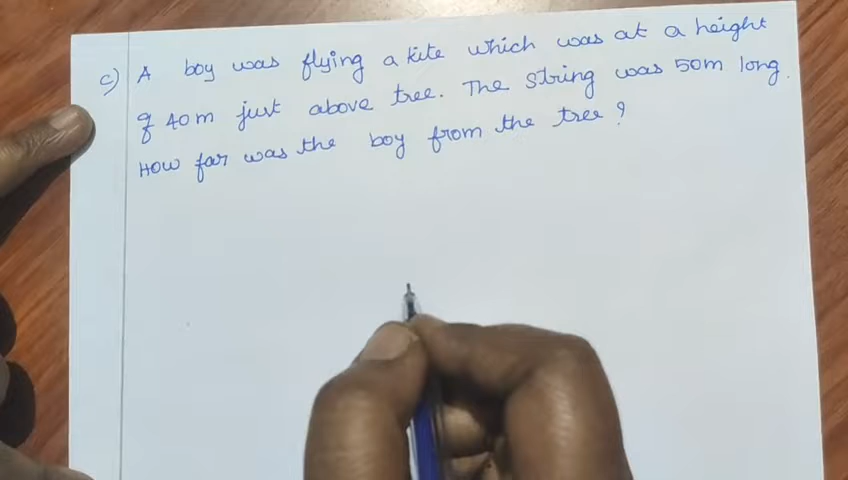 c) A boy was flying a kite which was at a height
of 40m just above tree. The string was 50m long.
How far was the boy from the tree ?